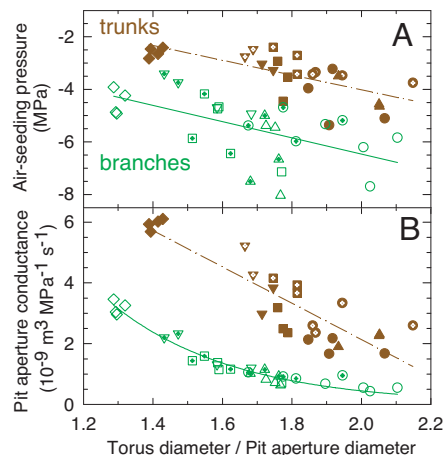 trunks
A
-2
-4
-6
-8
Air-seeding pressure
(MPa)
branches
B
6
4
2
0
Pit aperture conductance
(10⁻⁹ m³ MPa⁻¹ s⁻¹)
1.2 1.4 1.6 1.8 2.0 2.2
Torus diameter / Pit aperture diameter